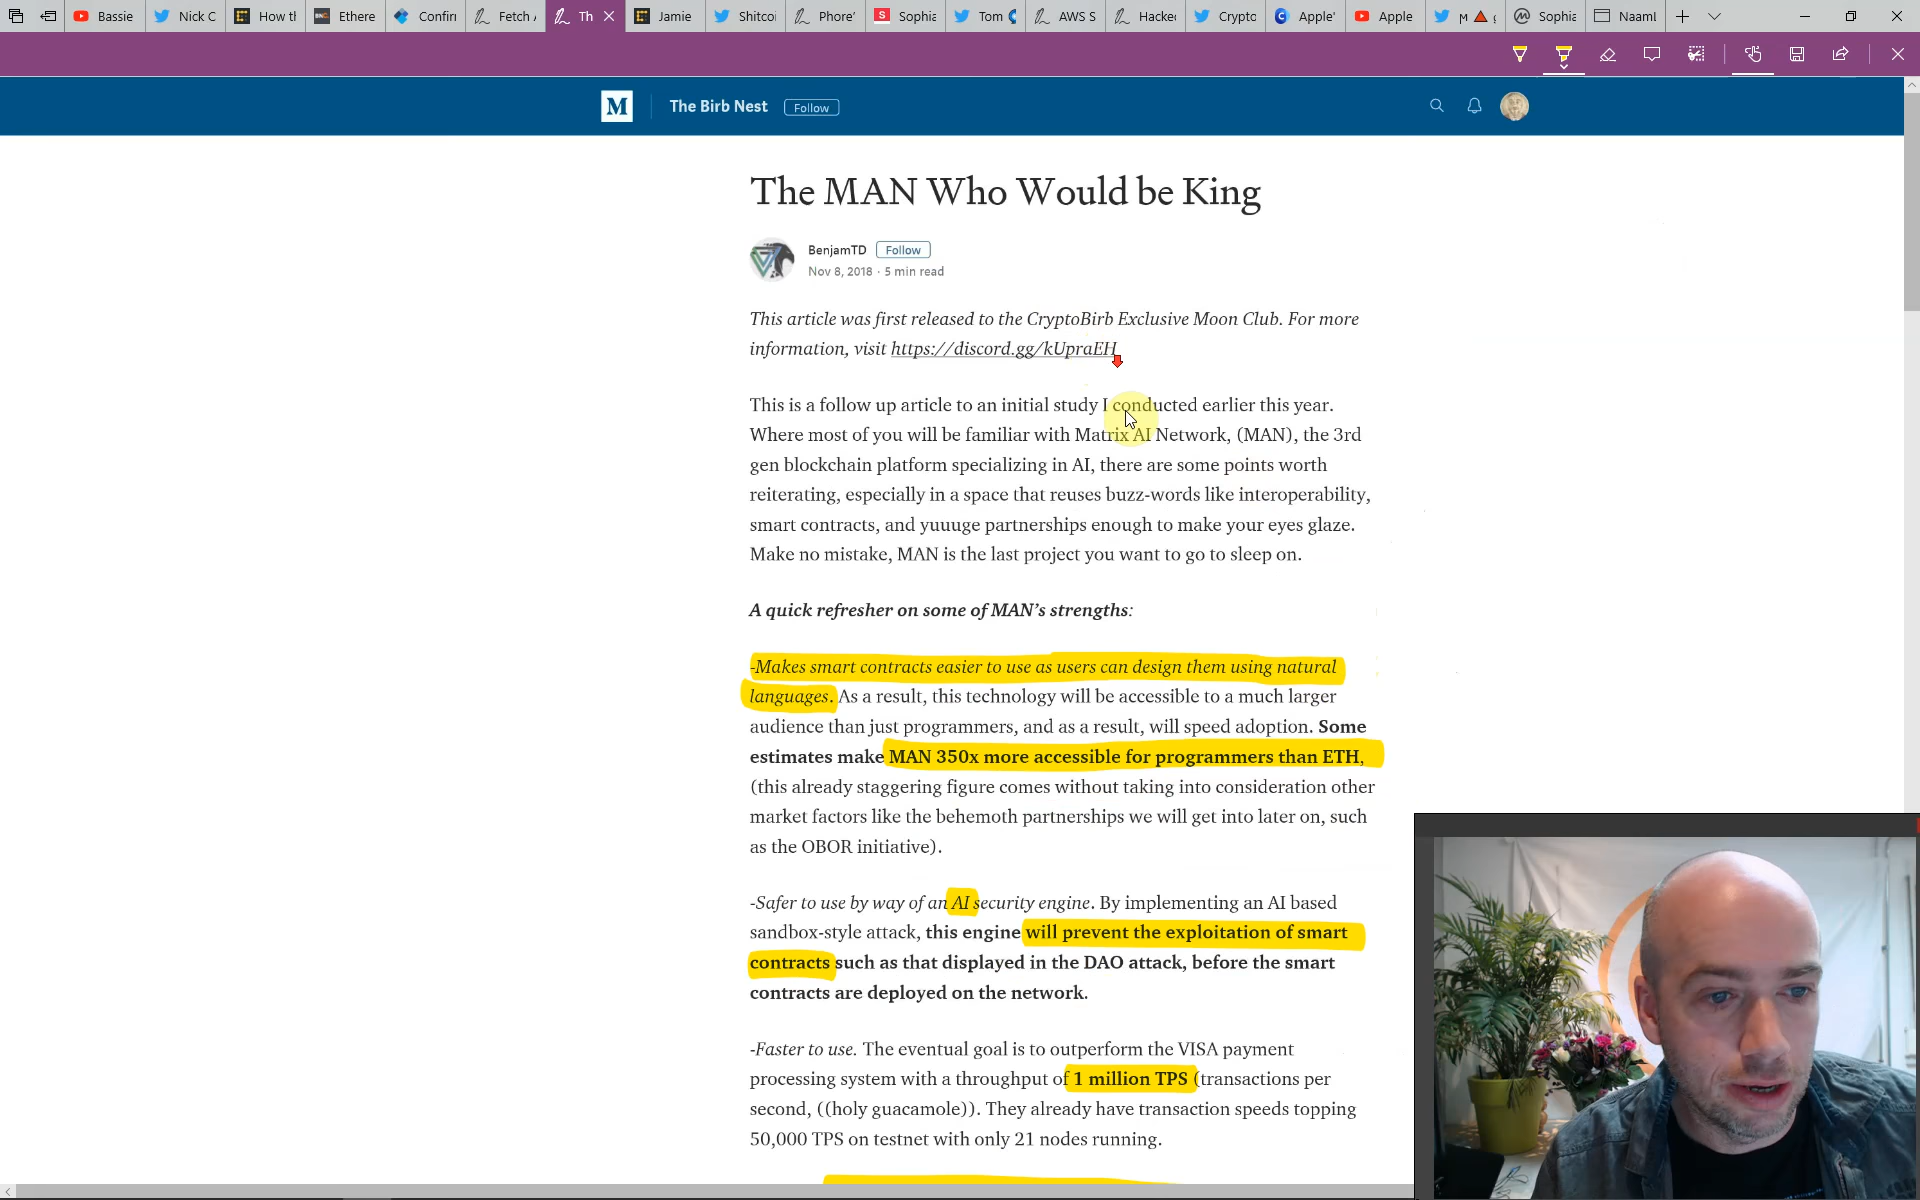 Bassie
Nick C
How th
Ethere
Confirm
Fetch A
Th
Jamie
Shitcoi
Phore'
Sophia
Tom
AWS S
Hacke
Crypto
Apple'
Apple
M
Sophia
Naaml
M
The Birb Nest
Follow
The MAN Who Would be King
BenjamTD
Follow
Nov 8, 2018 · 5 min read
This article was first released to the CryptoBirb Exclusive Moon Club. For more
information, visit https://discord.gg/kUpraEH
This is a follow up article to an initial study I conducted earlier this year.
Where most of you will be familiar with Matrix AI Network, (MAN), the 3rd
gen blockchain platform specializing in AI, there are some points worth
reiterating, especially in a space that reuses buzz-words like interoperability,
smart contracts, and yuuuge partnerships enough to make your eyes glaze.
Make no mistake, MAN is the last project you want to go to sleep on.
A quick refresher on some of MAN’s strengths:
-Makes smart contracts easier to use as users can design them using natural
languages. As a result, this technology will be accessible to a much larger
audience than just programmers, and as a result, will speed adoption. Some
estimates make MAN 350x more accessible for programmers than ETH,
(this already staggering figure comes without taking into consideration other
market factors like the behemoth partnerships we will get into later on, such
as the OBOR initiative).
-Safer to use by way of an AI security engine. By implementing an AI based
sandbox-style attack, this engine will prevent the exploitation of smart
contracts such as that displayed in the DAO attack, before the smart
contracts are deployed on the network.
-Faster to use. The eventual goal is to outperform the VISA payment
processing system with a throughput of 1 million TPS (transactions per
second, ((holy guacamole)). They already have transaction speeds topping
50,000 TPS on testnet with only 21 nodes running.